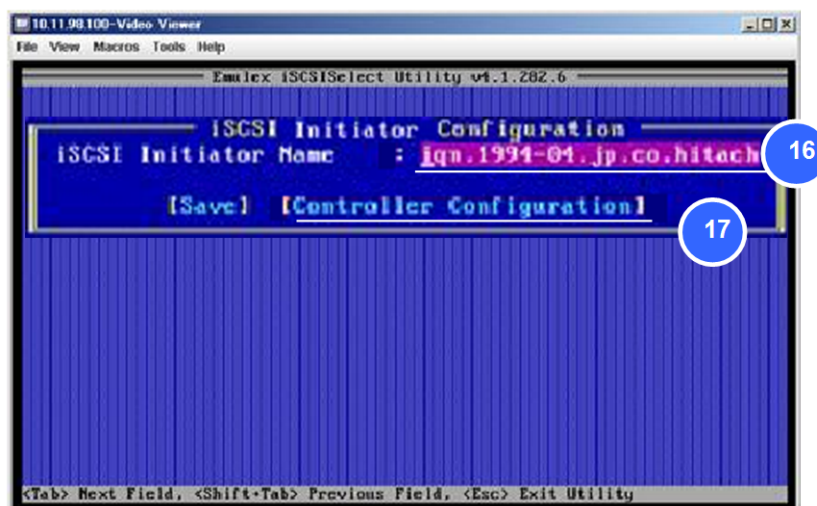 10.11.98.100-Video Viewer
File View Macros Tools Help
Emulex iSCSISelect Utility v4.1.282.6
iSCSI Initiator Configuration
iSCSI Initiator Name : iqn.1994-04.jp.co.hitach
16
[Save] [Controller Configuration]
17
<Tab> Next Field, <Shift+Tab> Previous Field, <Esc> Exit Utility